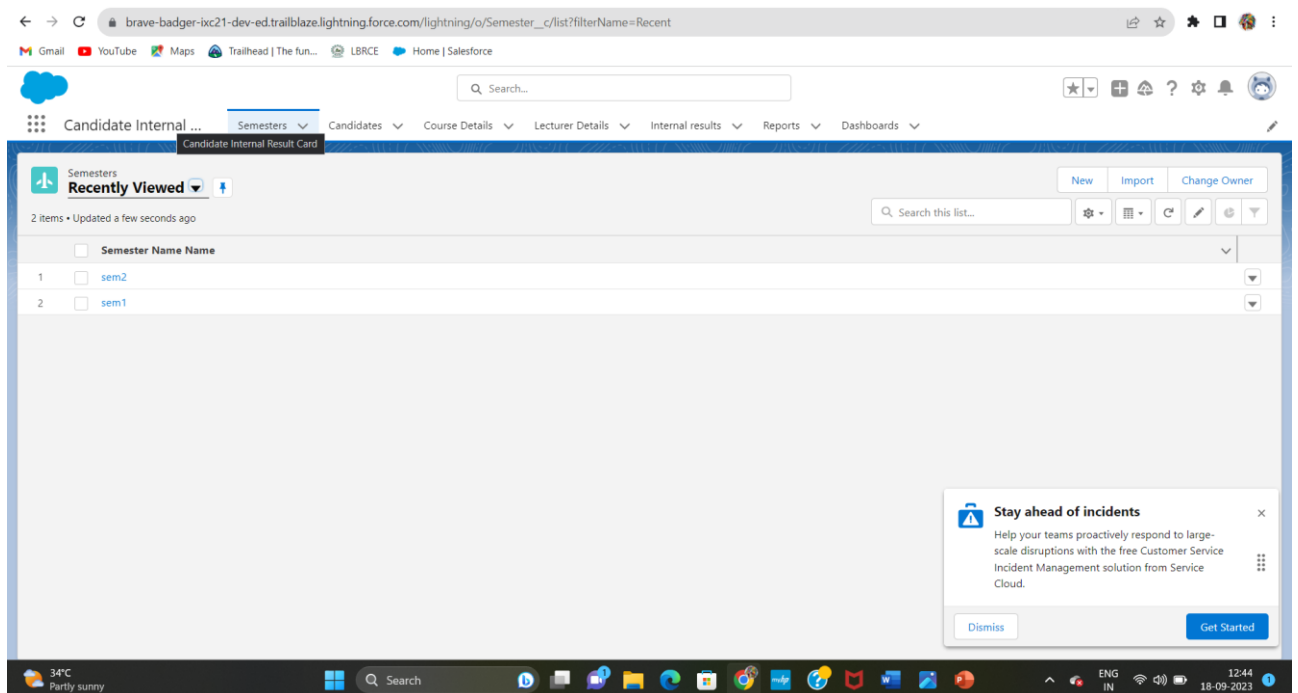 brave-badger-ixc21-dev-ed.trailblaze.lightning.force.com/lightning/o/Semester__c/list?filterName=Recent
Gmail YouTube Maps Trailhead | The fun... LBRCE Home | Salesforce
Search...
Candidate Internal ... Semesters Candidates Course Details Lecturer Details Internal results Reports Dashboards
Candidate Internal Result Card
Semesters
Recently Viewed
New Import Change Owner
2 items • Updated a few seconds ago
Search this list...
Semester Name Name
1 sem2
2 sem1
Stay ahead of incidents
Help your teams proactively respond to large-
scale disruptions with the free Customer Service
Incident Management solution from Service
Cloud.
Dismiss Get Started
34°C
Partly sunny
Search
ENG
IN
12:44
18-09-2023
1